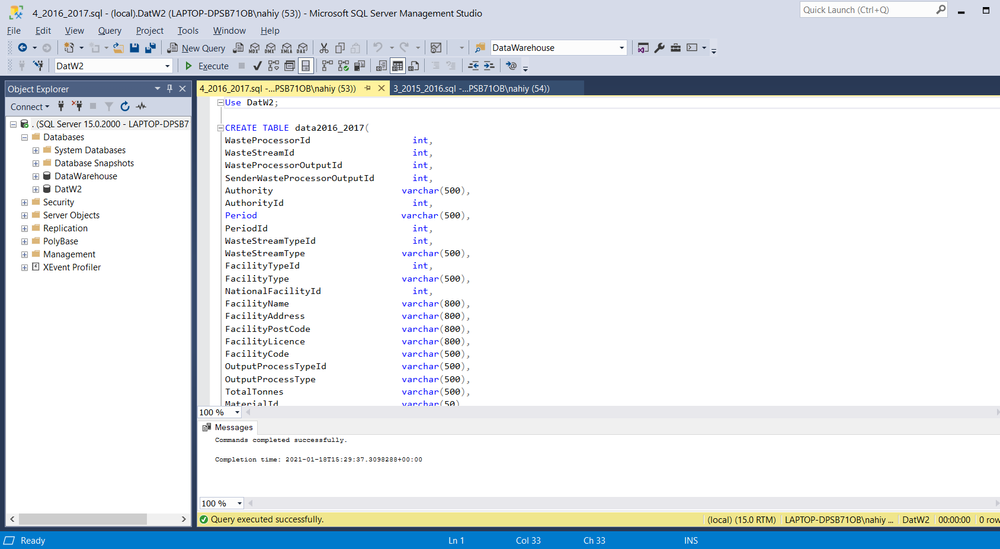 4_2016_2017.sql - (local).DatW2 (LAPTOP-DPSB71OB\nahiy (53)) - Microsoft SQL Server Management Studio
Quick Launch (Ctrl+Q)
File Edit View Query Project Tools Window Help
New Query MDX DMX XMLA DAX DataWarehouse
DatW2 Execute
Object Explorer
4_2016_2017.sql -...PSB71OB\nahiy (53)) 3_2015_2016.sql -...PSB71OB\nahiy (54))
Connect
. (SQL Server 15.0.2000 - LAPTOP-DPSB7
Databases
System Databases
Database Snapshots
DataWarehouse
DatW2
Security
Server Objects
Replication
PolyBase
Management
XEvent Profiler
Use DatW2;
CREATE TABLE data2016_2017(
WasteProcessorId int,
WasteStreamId int,
WasteProcessorOutputId int,
SenderWasteProcessorOutputId int,
Authority varchar(500),
AuthorityId int,
Period varchar(500),
PeriodId int,
WasteStreamTypeId int,
WasteStreamType varchar(500),
FacilityTypeId int,
FacilityType varchar(500),
NationalFacilityId int,
FacilityName varchar(800),
FacilityAddress varchar(800),
FacilityPostCode varchar(800),
FacilityLicence varchar(800),
FacilityCode varchar(500),
OutputProcessTypeId varchar(500),
OutputProcessType varchar(500),
TotalTonnes varchar(500),
MaterialId varchar(50)
100 %
Messages
Commands completed successfully.
Completion time: 2021-01-18T15:29:37.3098288+00:00
100 %
Query executed successfully. (local) (15.0 RTM) LAPTOP-DPSB71OB\nahiy ... DatW2 00:00:00 0 row
Ready Ln 1 Col 33 Ch 33 INS